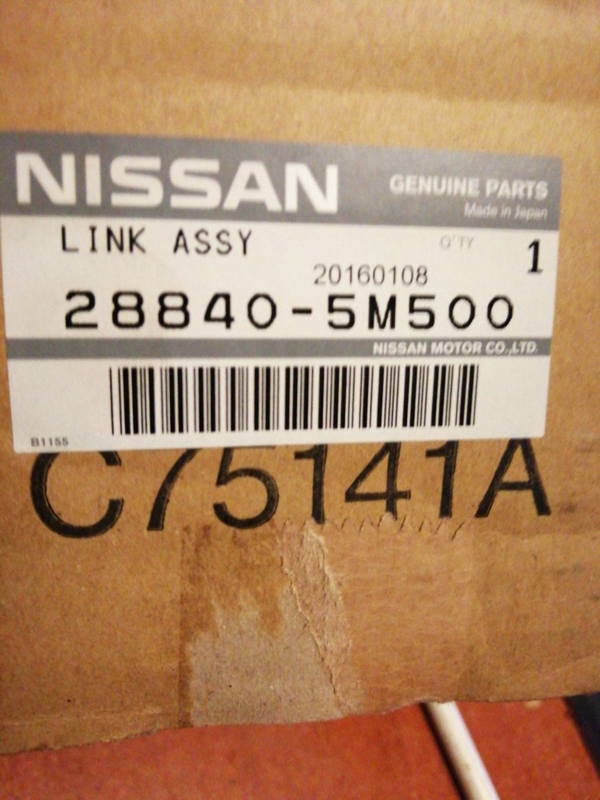 NISSAN
GENUINE PARTS
Made in Japan
LINK ASSY
Q'TY 1
20160108
28840-5M500
NISSAN MOTOR CO.,LTD.
B1155
C75141A